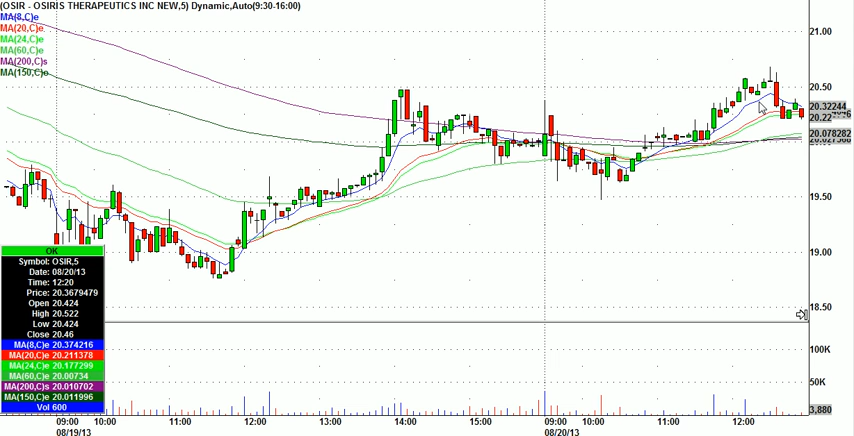 (OSIR - OSIRIS THERAPEUTICS INC NEW,5) Dynamic,Auto(9:30-16:00)
MA(8,C)e
MA(20,C)e
MA(24,C)e
MA(60,C)e
MA(200,C)s
MA(150,C)e
21.00
20.50
20.32244
20.22
20.078282
19.50
19.00
18.50
100K
50K
3,880
OK
Symbol: OSIR,5
Date: 08/20/13
Time: 12:20
Price: 20.3679479
Open 20.424
High 20.522
Low 20.424
Close 20.46
MA(8,C)e 20.374216
MA(20,C)e 20.211378
MA(24,C)e 20.177299
MA(60,C)e 20.00734
MA(200,C)s 20.010702
MA(150,C)e 20.011996
Vol 600
09:00 10:00 11:00 12:00 13:00 14:00 15:00 09:00 10:00 11:00 12:00
08/19/13 08/20/13